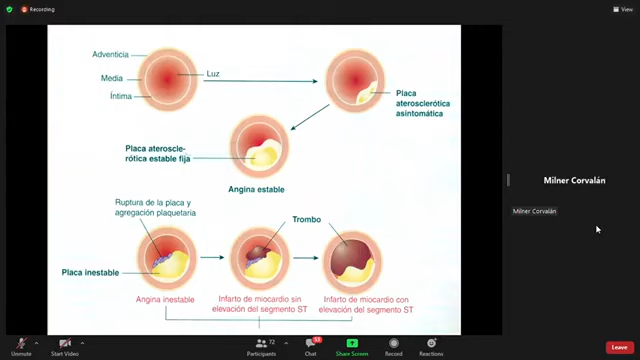 Recording
View
Adventicia
Luz
Media
Íntima
Placa
aterosclerótica
asintomática
Placa ateroscle-
rótica estable fija
Angina estable
Ruptura de la placa y
agregación plaquetaria
Trombo
Placa inestable
Angina inestable
Infarto de miocardio sin
elevación del segmento ST
Infarto de miocardio con
elevación del segmento ST
Milner Corvalán
Milner Corvalán
Unmute
Start Video
72
Participants
53
Chat
Share Screen
Record
Reactions
Leave